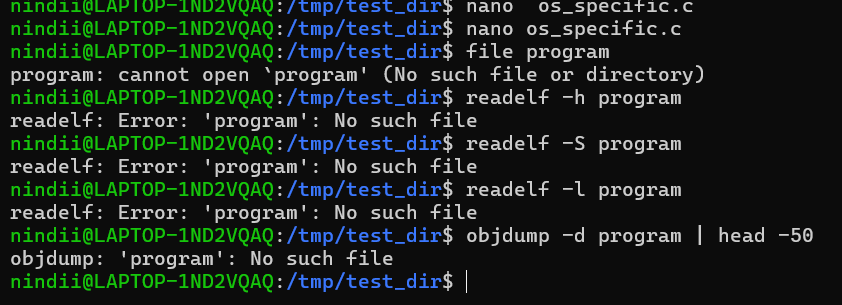 nindii@LAPTOP-1ND2VQAQ:/tmp/test_dir$ nano  os_specific.c
nindii@LAPTOP-1ND2VQAQ:/tmp/test_dir$ nano os_specific.c
nindii@LAPTOP-1ND2VQAQ:/tmp/test_dir$ file program
program: cannot open `program' (No such file or directory)
nindii@LAPTOP-1ND2VQAQ:/tmp/test_dir$ readelf -h program
readelf: Error: 'program': No such file
nindii@LAPTOP-1ND2VQAQ:/tmp/test_dir$ readelf -S program
readelf: Error: 'program': No such file
nindii@LAPTOP-1ND2VQAQ:/tmp/test_dir$ readelf -l program
readelf: Error: 'program': No such file
nindii@LAPTOP-1ND2VQAQ:/tmp/test_dir$ objdump -d program | head -50
objdump: 'program': No such file
nindii@LAPTOP-1ND2VQAQ:/tmp/test_dir$